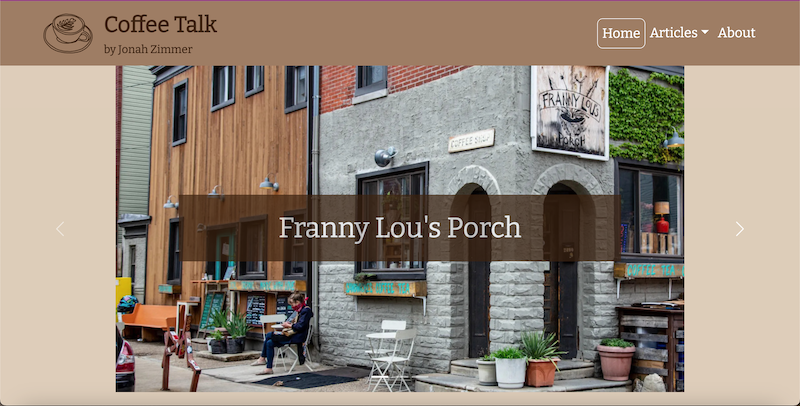 Coffee Talk
by Jonah Zimmer
Home Articles About
FRANNY LOU'S
Porch
COFFEE SHOP
Franny Lou's Porch